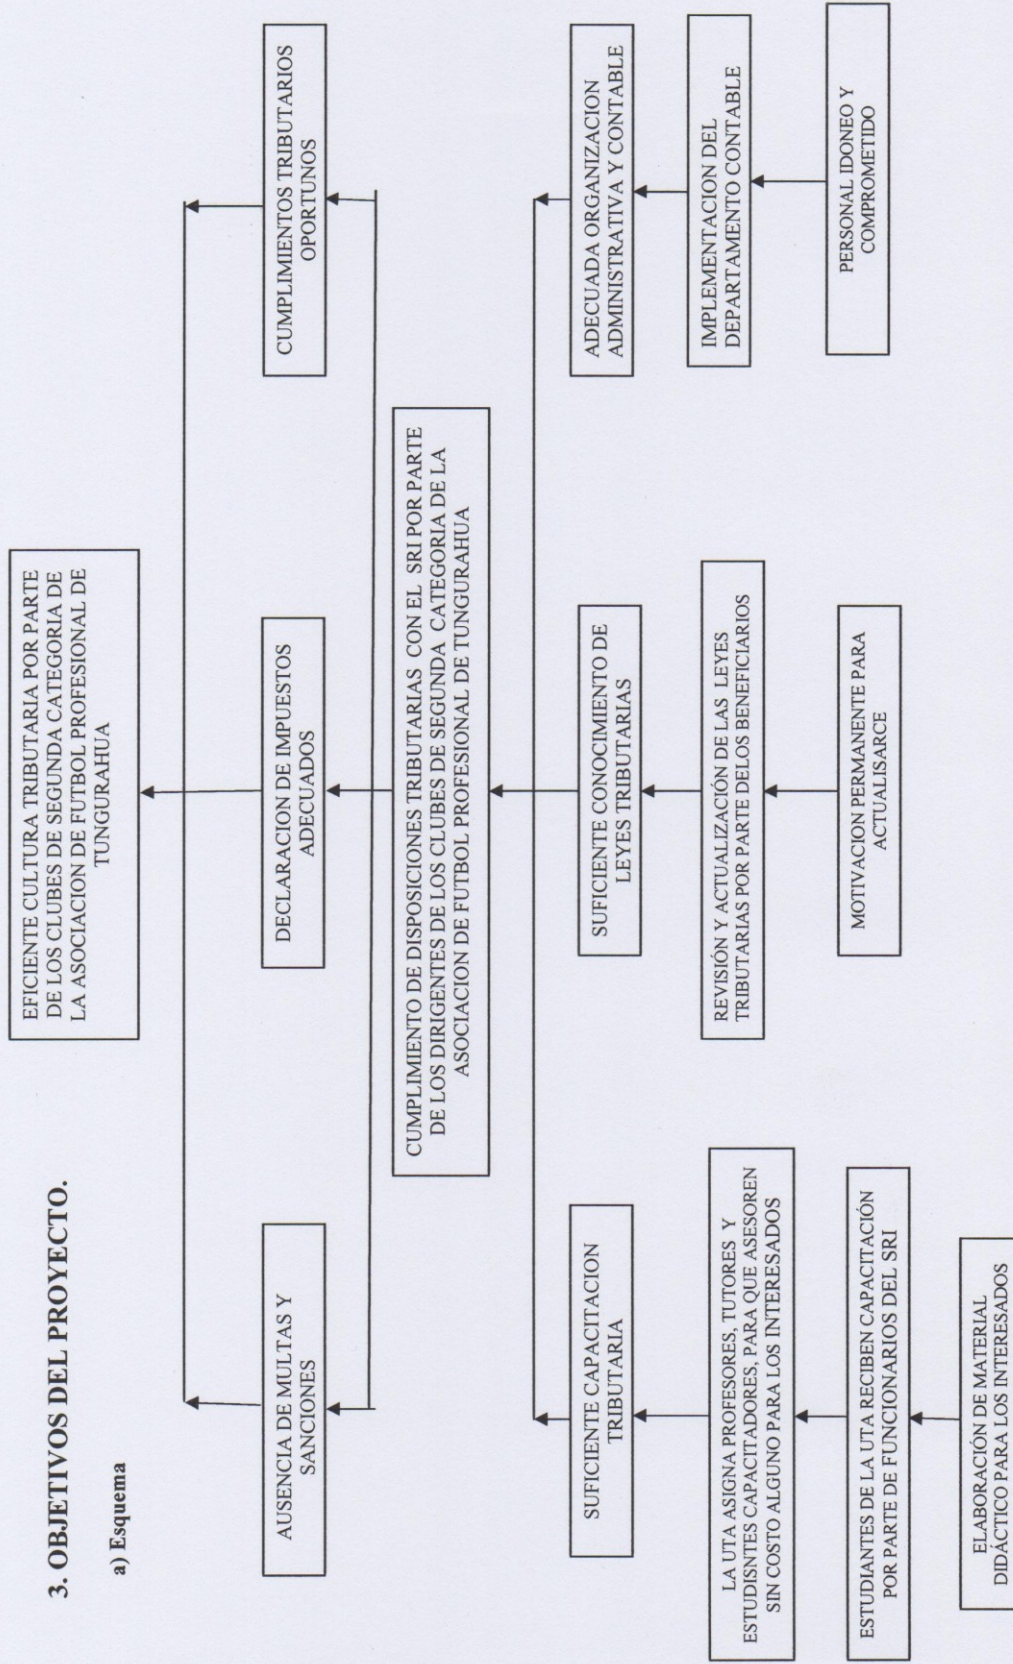 3. OBJETIVOS DEL PROYECTO.
a) Esquema
EFICIENTE CULTURA TRIBUTARIA POR PARTE
DE LOS CLUBES DE SEGUNDA CATEGORIA DE
LA ASOCIACION DE FUTBOL PROFESIONAL DE
TUNGURAHUA
AUSENCIA DE MULTAS Y
SANCIONES
DECLARACION DE IMPUESTOS
ADECUADOS
CUMPLIMIENTOS TRIBUTARIOS
OPORTUNOS
CUMPLIMIENTO DE DISPOSICIONES TRIBUTARIAS CON EL SRI POR PARTE
DE LOS DIRIGENTES DE LOS CLUBES DE SEGUNDA CATEGORIA DE LA
ASOCIACION DE FUTBOL PROFESIONAL DE TUNGURAHUA
SUFICIENTE CAPACITACION
TRIBUTARIA
SUFICIENTE CONOCIMIENTO DE
LEYES TRIBUTARIAS
ADECUADA ORGANIZACION
ADMINISTRATIVA Y CONTABLE
LA UTA ASIGNA PROFESORES, TUTORES Y
ESTUDISNTES CAPACITADORES, PARA QUE ASESOREN
SIN COSTO ALGUNO PARA LOS INTERESADOS
REVISIÓN Y ACTUALIZACIÓN DE LAS LEYES
TRIBUTARIAS POR PARTE DELOS BENEFICIARIOS
IMPLEMENTACION DEL
DEPARTAMENTO CONTABLE
ESTUDIANTES DE LA UTA RECIBEN CAPACITACIÓN
POR PARTE DE FUNCIONARIOS DEL SRI
MOTIVACION PERMANENTE PARA
ACTUALISARCE
PERSONAL IDONEO Y
COMPROMETIDO
ELABORACIÓN DE MATERIAL
DIDÁCTICO PARA LOS INTERESADOS